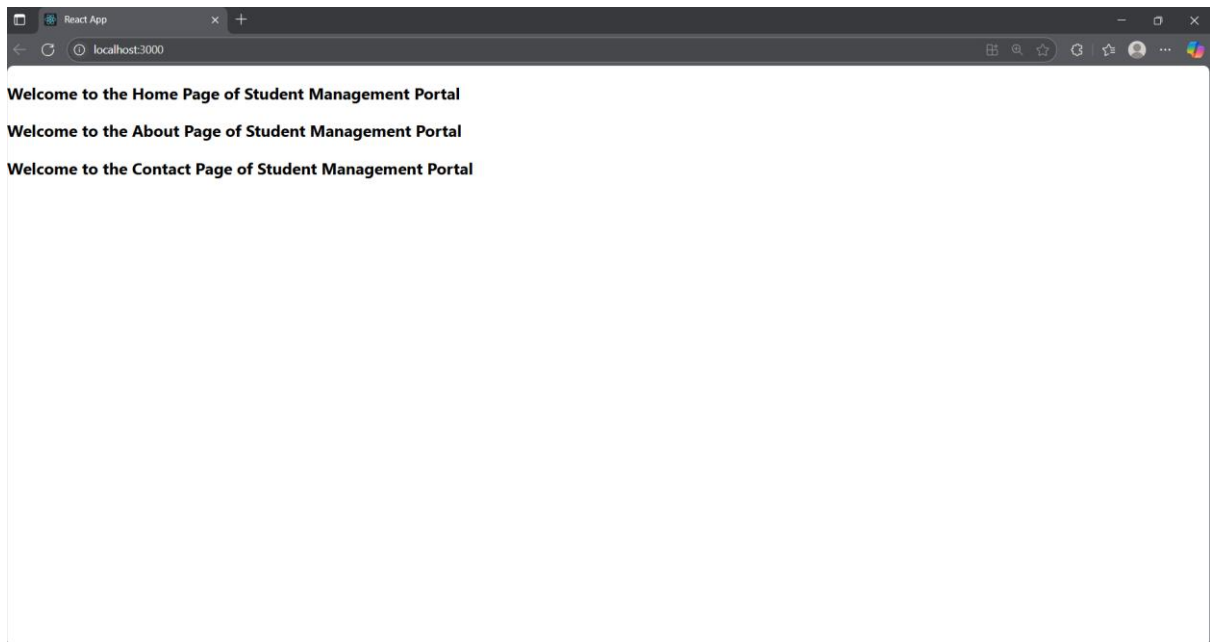 React App
localhost:3000
Welcome to the Home Page of Student Management Portal
Welcome to the About Page of Student Management Portal
Welcome to the Contact Page of Student Management Portal